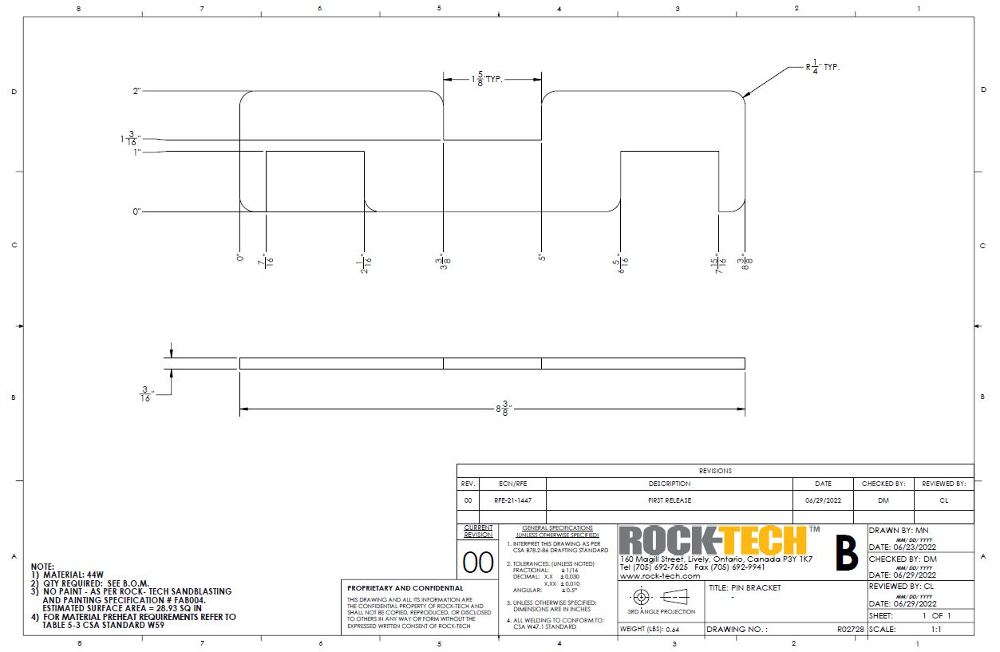 8 7 6 5 4 3 2 1
D D
C C
B B
A A
1 5/8" TYP.
R 1/4" TYP.
2"
1 3/16"
1"
0"
0" 7/16" 2 1/16" 3 3/8" 5" 6 5/16" 7 15/16" 8 3/8"
3/16"
8 3/8"
REVISIONS
REV. ECN/RFE DESCRIPTION DATE CHECKED BY: REVIEWED BY:
00 RFE-21-1447 FIRST RELEASE 06/29/2022 DM CL
CURRENT
REVISION
00
GENERAL SPECIFICATIONS
(UNLESS OTHERWISE SPECIFIED)
1. INTERPRET THIS DRAWING AS PER
CSA B78.2-86 DRAFTING STANDARD
2. TOLERANCES: (UNLESS NOTED)
FRACTIONAL: ± 1/16
DECIMAL: X.X ± 0.030
X.XX ± 0.010
ANGULAR: ± 0.5°
3. UNLESS OTHERWISE SPECIFIED:
DIMENSIONS ARE IN INCHES
4. ALL WELDING TO CONFORM TO:
CSA W47.1 STANDARD
ROCK-TECH™
160 Magill Street, Lively, Ontario, Canada P3Y 1K7
Tel (705) 692-7625 Fax (705) 692-9941
www.rock-tech.com
B
DRAWN BY: MN
MM/ DD/ YYYY
DATE: 06/23/2022
CHECKED BY: DM
MM/ DD/ YYYY
DATE: 06/29/2022
REVIEWED BY: CL
MM/ DD/ YYYY
DATE: 06/29/2022
3RD ANGLE PROJECTION
TITLE: PIN BRACKET
-
SHEET: 1 OF 1
WEIGHT (LBS): 0.64
DRAWING NO. : R02728
SCALE: 1:1
NOTE:
1) MATERIAL: 44W
2) QTY REQUIRED: SEE B.O.M.
3) NO PAINT - AS PER ROCK- TECH SANDBLASTING
AND PAINTING SPECIFICATION # FAB004.
ESTIMATED SURFACE AREA = 28.93 SQ IN
4) FOR MATERIAL PREHEAT REQUIREMENTS REFER TO
TABLE 5-3 CSA STANDARD W59
PROPRIETARY AND CONFIDENTIAL
THIS DRAWING AND ALL ITS INFORMATION ARE
THE CONFIDENTIAL PROPERTY OF ROCK-TECH AND
SHALL NOT BE COPIED, REPRODUCED, OR DISCLOSED
TO OTHERS IN ANY WAY OR FORM WITHOUT THE
EXPRESSED WRITTEN CONSENT OF ROCK-TECH
8 7 6 5 4 3 2 1